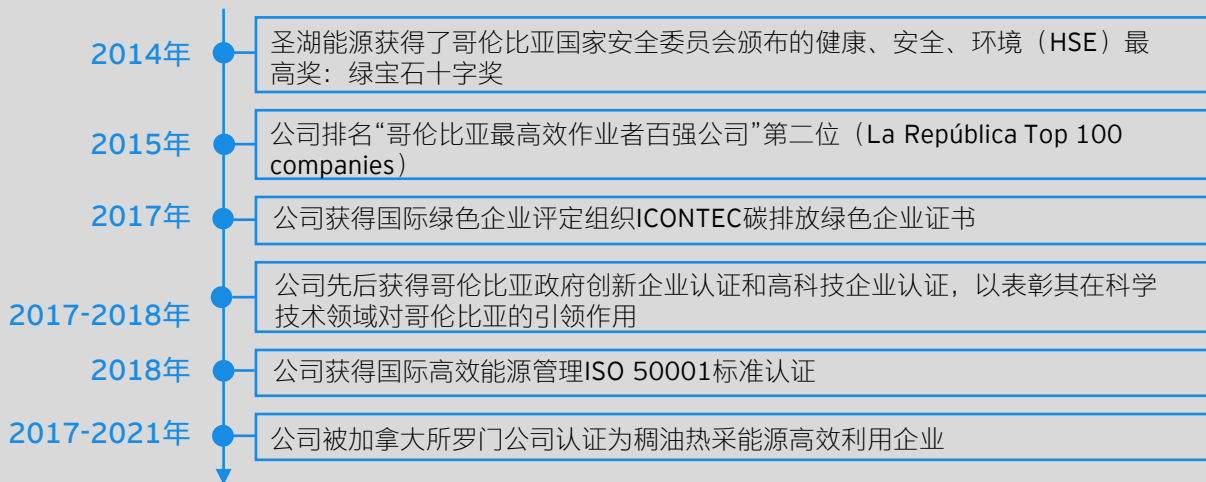 2014年
圣湖能源获得了哥伦比亚国家安全委员会颁布的健康、安全、环境（HSE）最
高奖：绿宝石十字奖
2015年
公司排名“哥伦比亚最高效作业者百强公司”第二位（La República Top 100
companies）
2017年
公司获得国际绿色企业评定组织ICONTEC碳排放绿色企业证书
2017-2018年
公司先后获得哥伦比亚政府创新企业认证和高科技企业认证，以表彰其在科学
技术领域对哥伦比亚的引领作用
2018年
公司获得国际高效能源管理ISO 50001标准认证
2017-2021年
公司被加拿大所罗门公司认证为稠油热采能源高效利用企业